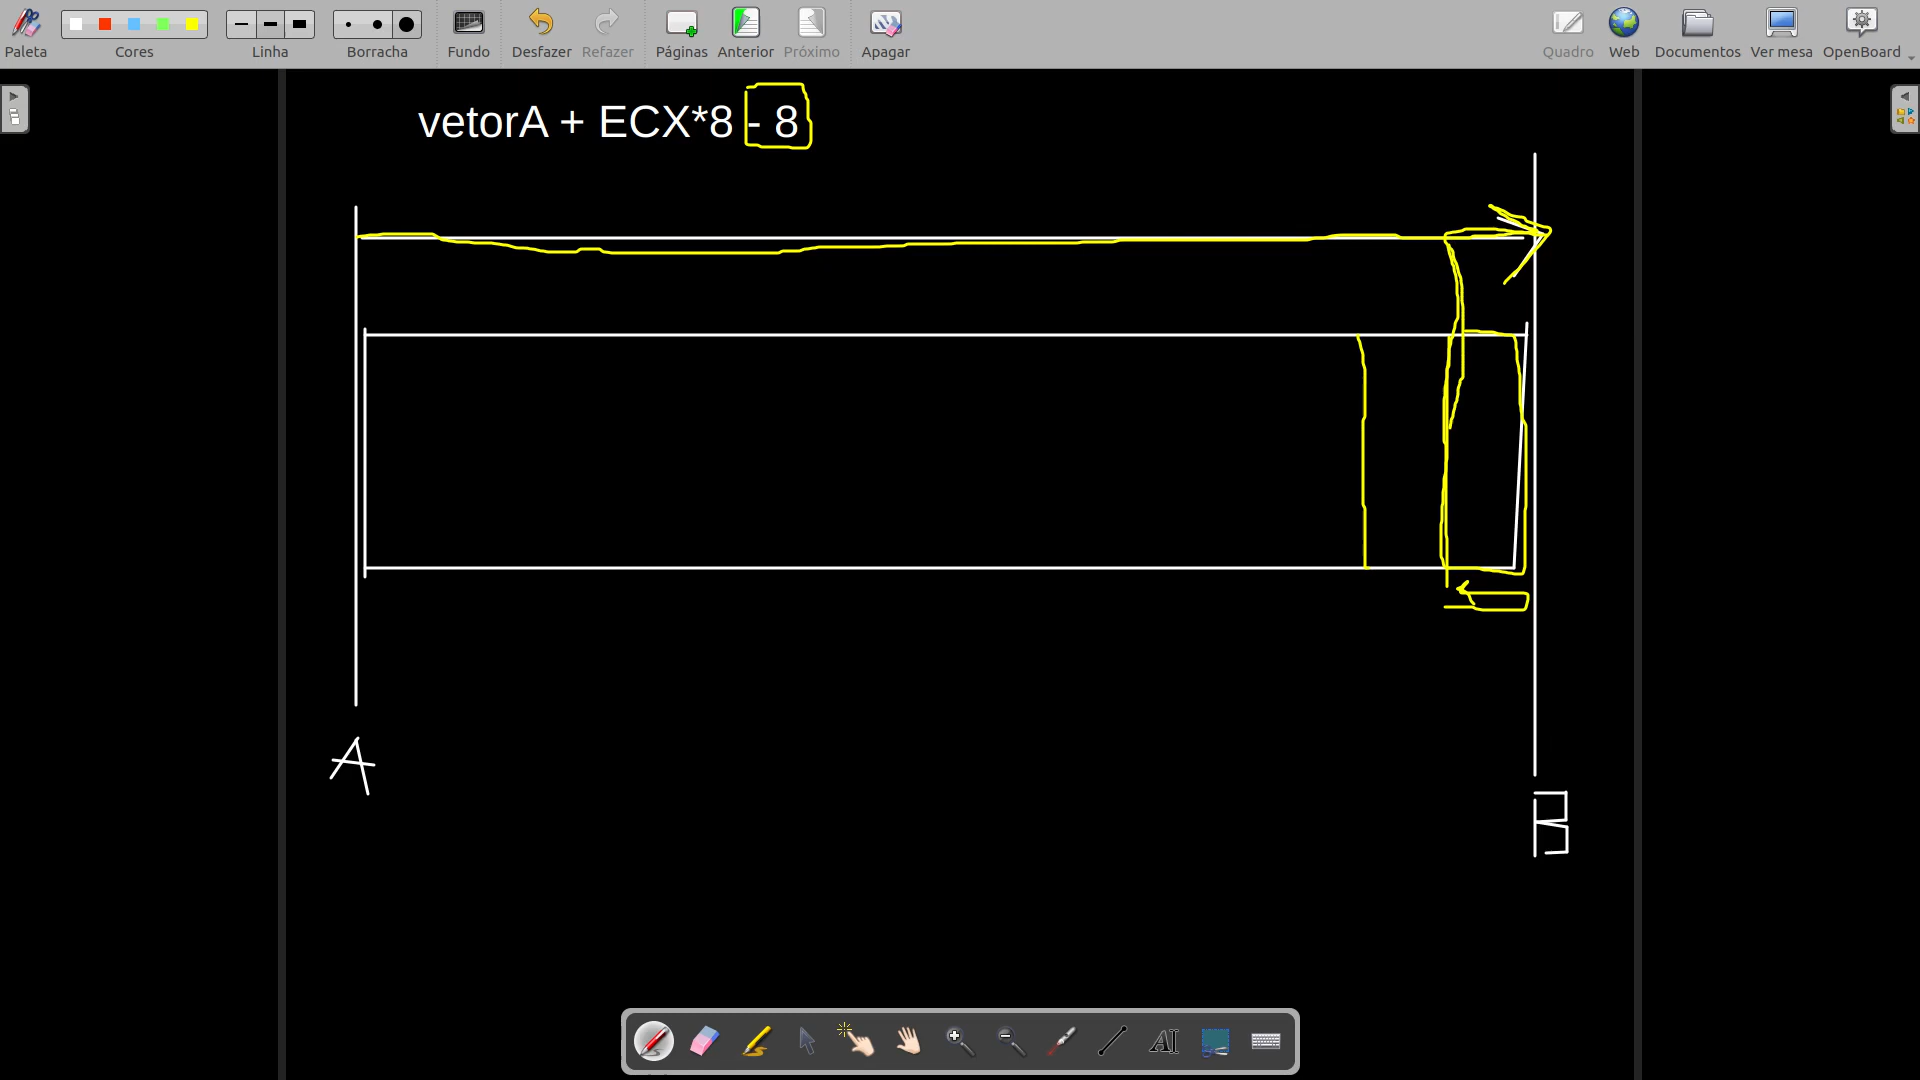 Paleta Cores Linha Borracha Fundo Desfazer Refazer Páginas Anterior Próximo Apagar Quadro Web Documentos Ver mesa OpenBoard
vetorA + ECX*8 - 8
A
B
AI